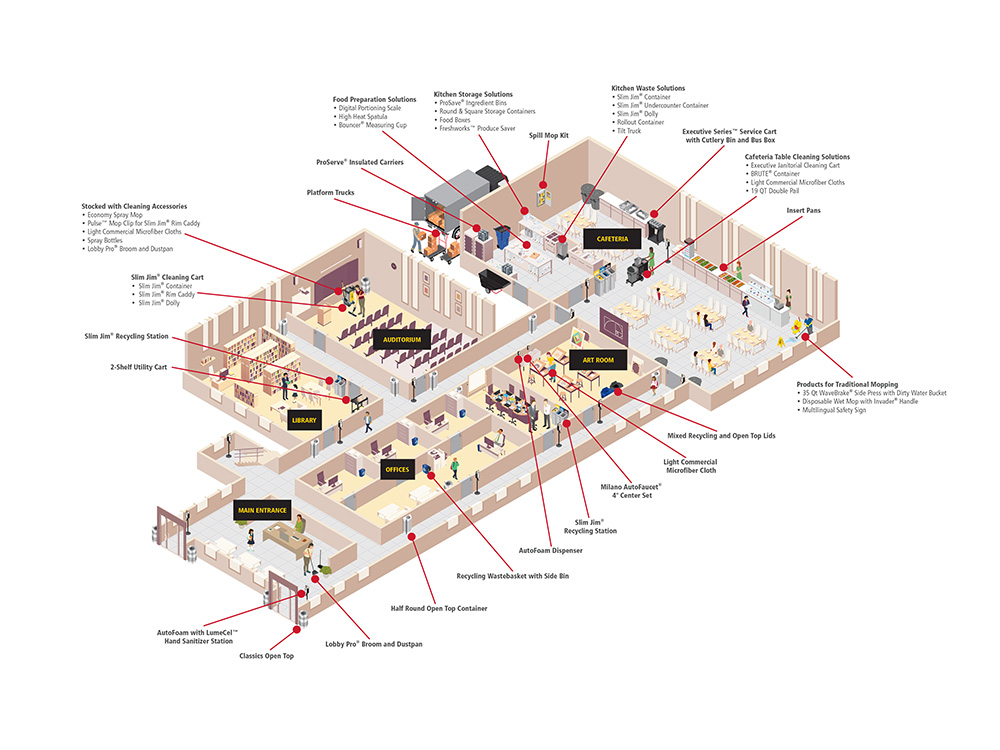 Food Preparation Solutions
• Digital Portioning Scale
• High Heat Spatula
• Bouncer® Measuring Cup
Kitchen Storage Solutions
• ProSave® Ingredient Bins
• Round & Square Storage Containers
• Food Boxes
• Freshworks™ Produce Saver
Kitchen Waste Solutions
• Slim Jim® Container
• Slim Jim® Undercounter Container
• Slim Jim® Dolly
• Rollout Container
• Tilt Truck
Spill Mop Kit
Executive Series™ Service Cart
with Cutlery Bin and Bus Box
Cafeteria Table Cleaning Solutions
• Executive Janitorial Cleaning Cart
• BRUTE® Container
• Light Commercial Microfiber Cloths
• 19 QT Double Pail
ProServe® Insulated Carriers
Platform Trucks
Insert Pans
Stocked with Cleaning Accessories
• Economy Spray Mop
• Pulse™ Mop Clip for Slim Jim® Rim Caddy
• Light Commercial Microfiber Cloths
• Spray Bottles
• Lobby Pro® Broom and Dustpan
CAFETERIA
Slim Jim® Cleaning Cart
• Slim Jim® Container
• Slim Jim® Rim Caddy
• Slim Jim® Dolly
Slim Jim® Recycling Station
AUDITORIUM
ART ROOM
2-Shelf Utility Cart
Products for Traditional Mopping
• 35 Qt WaveBrake® Side Press with Dirty Water Bucket
• Disposable Wet Mop with Invader® Handle
• Multilingual Safety Sign
LIBRARY
Mixed Recycling and Open Top Lids
Light Commercial
Microfiber Cloth
OFFICES
Milano AutoFaucet®
4" Center Set
MAIN ENTRANCE
Slim Jim®
Recycling Station
AutoFoam Dispenser
Recycling Wastebasket with Side Bin
Half Round Open Top Container
AutoFoam with LumeCel™
Hand Sanitizer Station
Lobby Pro® Broom and Dustpan
Classics Open Top